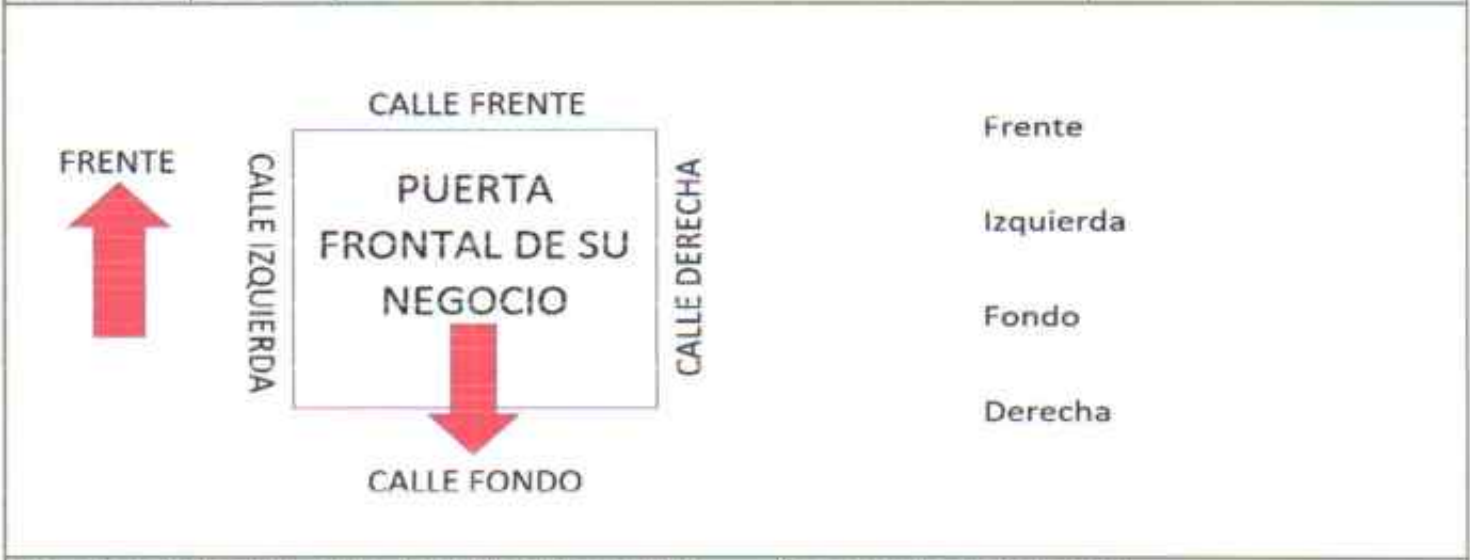 CALLE FRENTE
FRENTE
CALLE IZQUIERDA
PUERTA
FRONTAL DE SU
NEGOCIO
CALLE DERECHA
CALLE FONDO
Frente
Izquierda
Fondo
Derecha